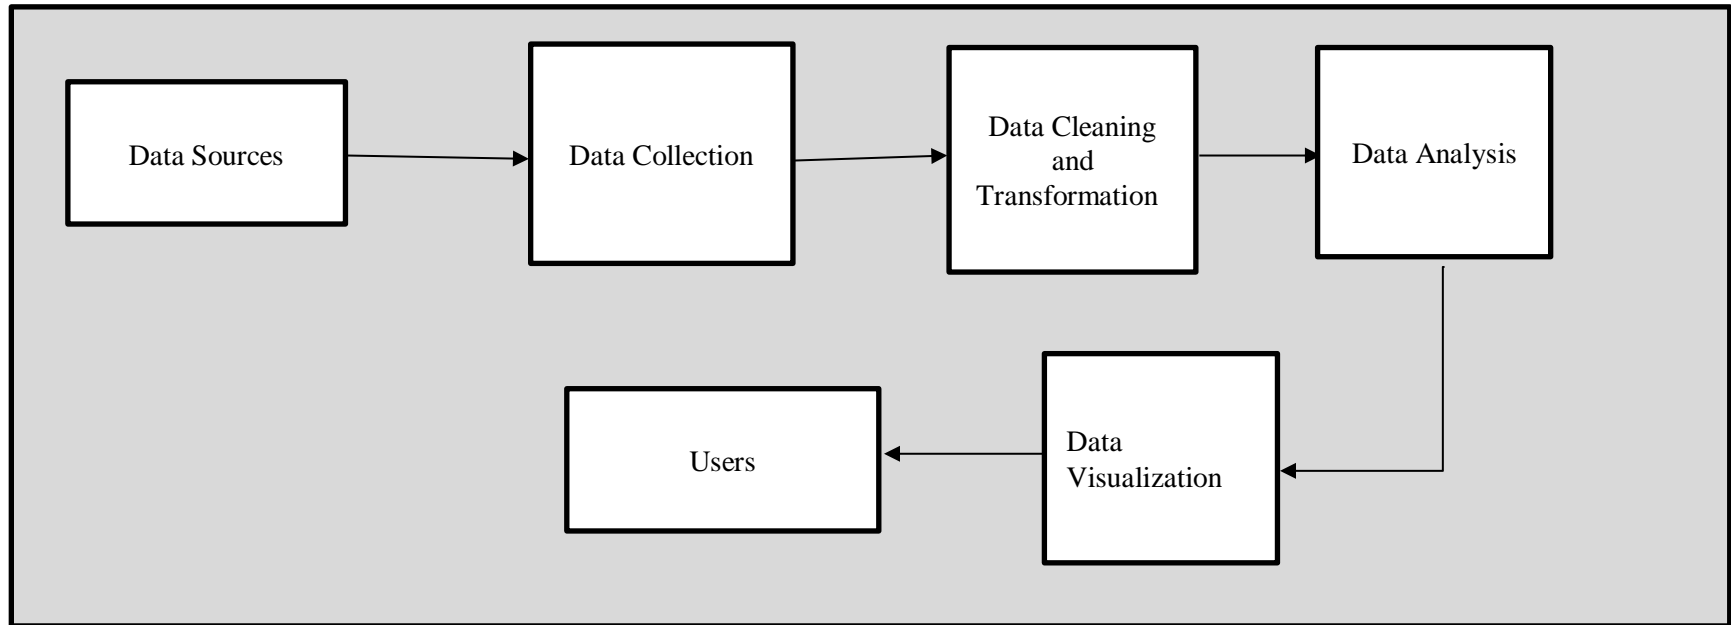 Data Sources
Data Collection
Data Cleaning
and
Transformation
Data Analysis
Users
Data
Visualization